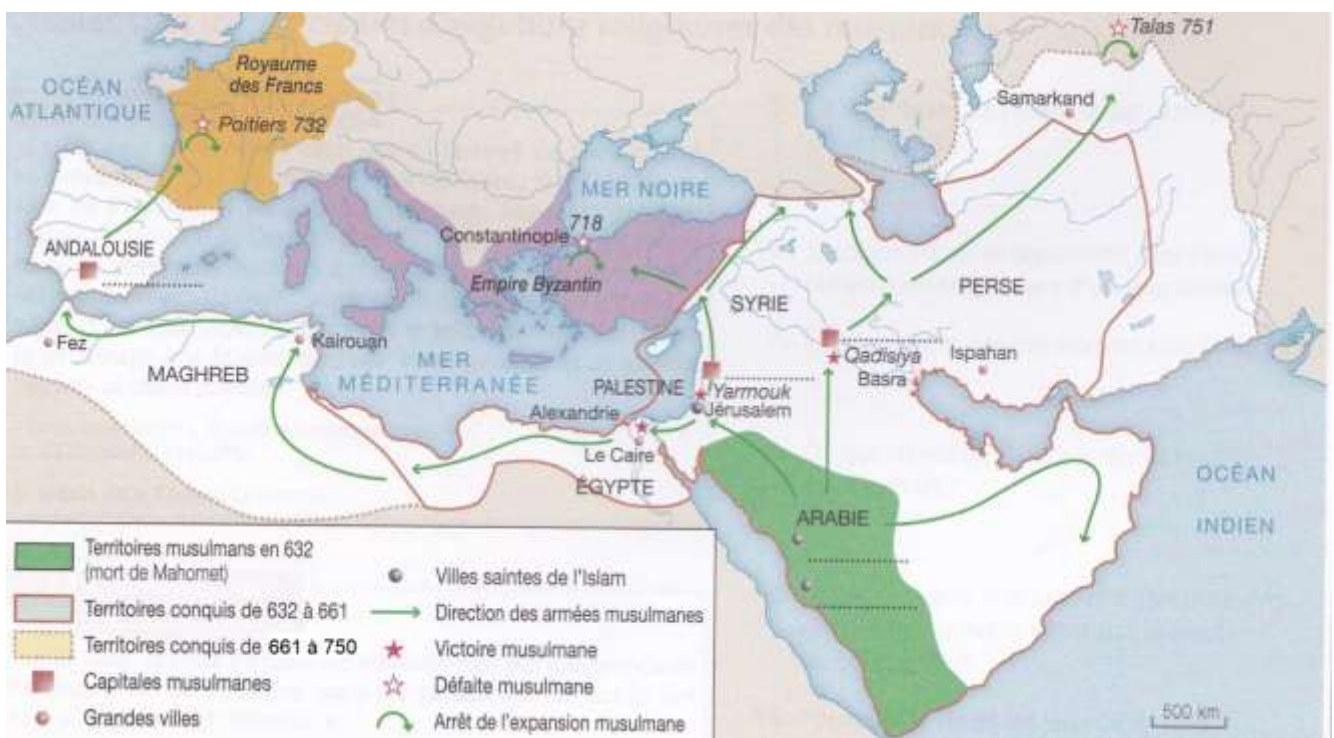 Talas 751
Royaume
des Francs
OCÉAN
ATLANTIQUE
Samarkand
Poitiers 732
MER NOIRE
718
Constantinople
ANDALOUSIE
Empire Byzantin
SYRIE
PERSE
Fez
Kairouan
Qadisiya
Ispahan
MAGHREB
MER
MÉDITERRANÉE
Basra
PALESTINE
Yarmouk
Alexandrie
Jérusalem
Le Caire
ÉGYPTE
OCÉAN
INDIEN
ARABIE
Territoires musulmans en 632
(mort de Mahomet)
Territoires conquis de 632 à 661
Territoires conquis de 661 à 750
Capitales musulmanes
Grandes villes
Villes saintes de l'Islam
Direction des armées musulmanes
Victoire musulmane
Défaite musulmane
Arrêt de l'expansion musulmane
500 km